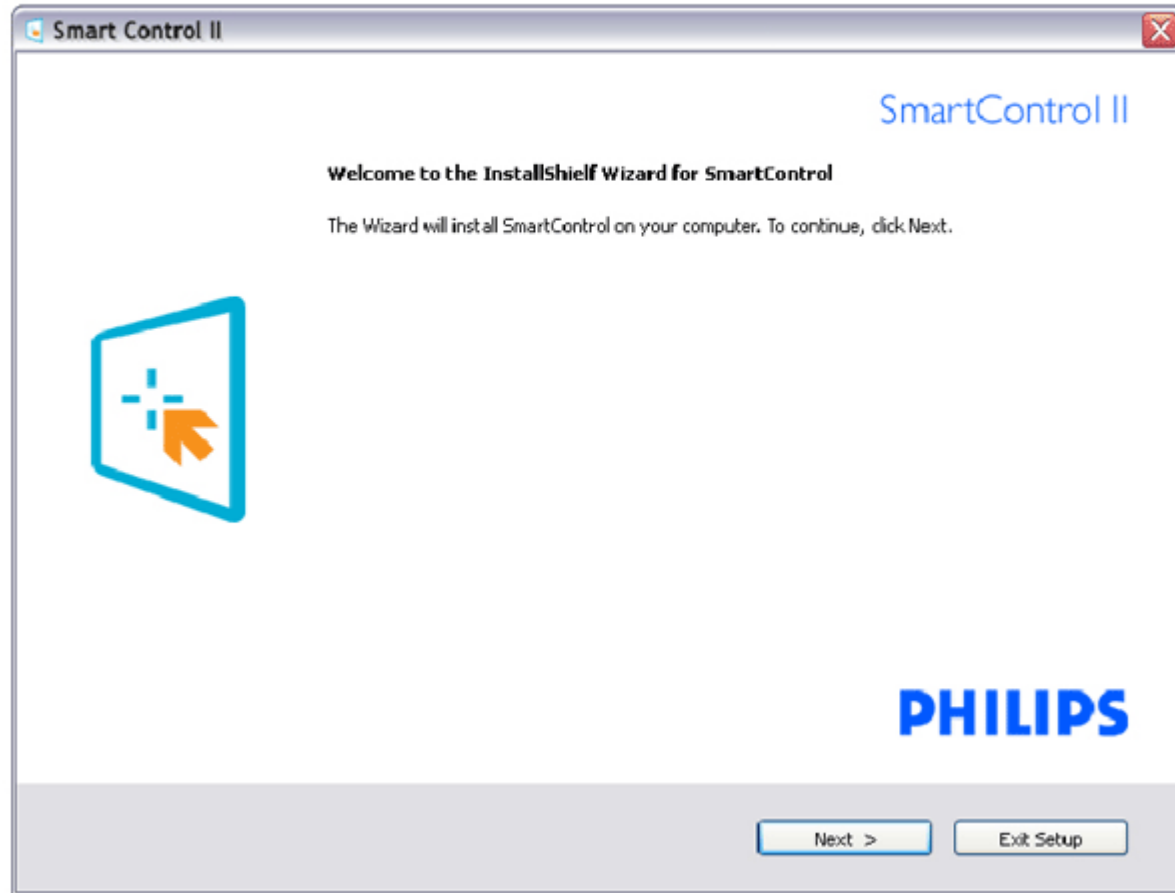 Smart Control II
SmartControl II
Welcome to the InstallShielf Wizard for SmartControl
The Wizard will install SmartControl on your computer. To continue, click Next.
PHILIPS
Next >
Exit Setup